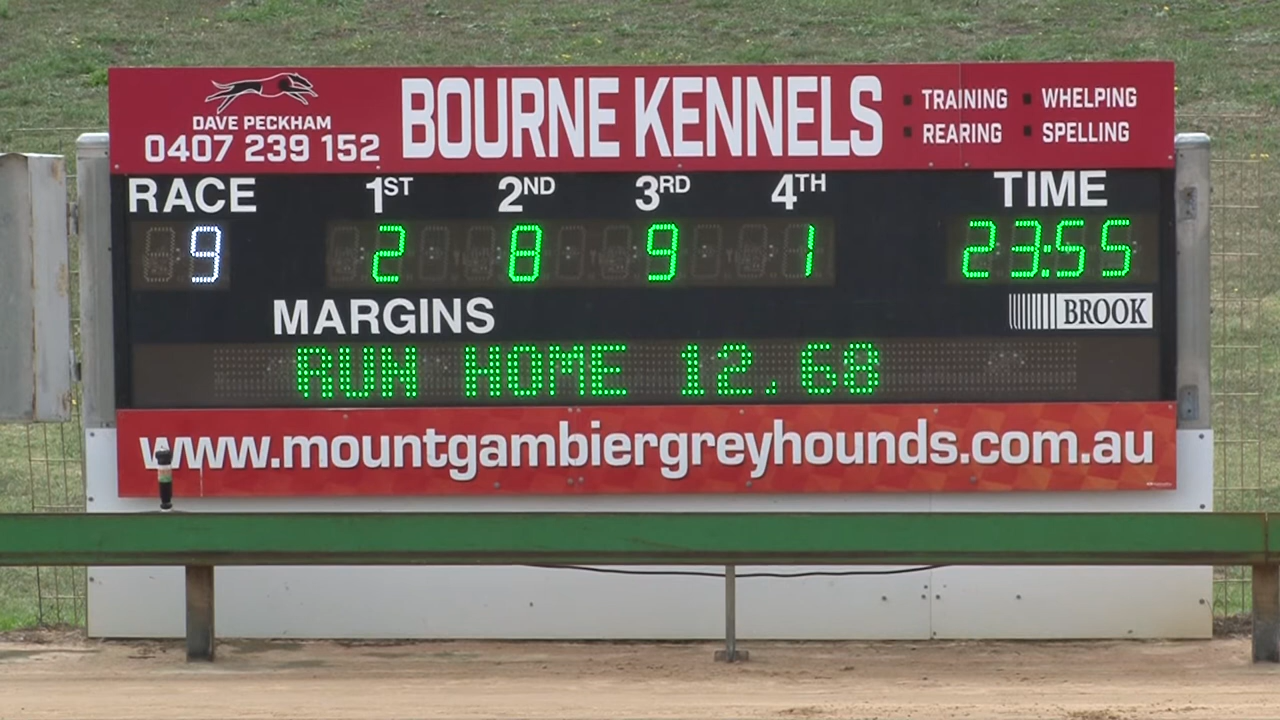 BOURNE KENNELS
DAVE PECKHAM
0407 239 152
TRAINING WHELPING
REARING SPELLING
RACE 1ST 2ND 3RD 4TH TIME
9 2 8 9 1 23:55
MARGINS
BROOK
RUN HOME 12.68
www.mountgambiergreyhounds.com.au